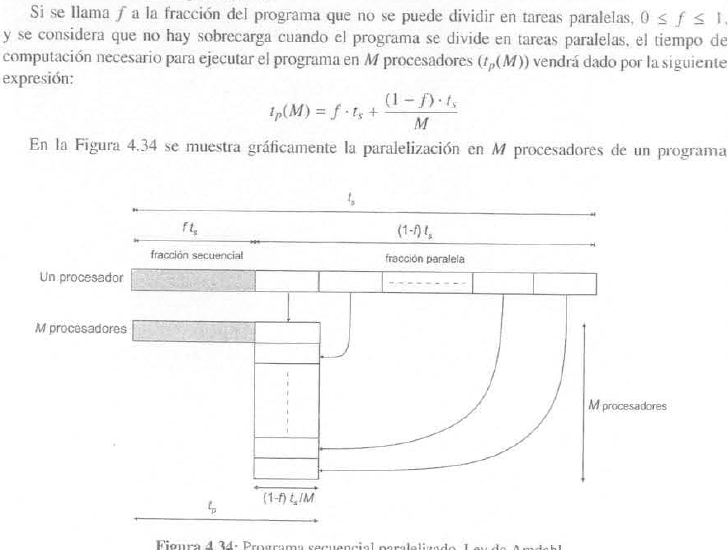 Si se llama f a la fracción del programa que no se puede dividir en tareas paralelas, 0 ≤ f ≤ 1,
y se considera que no hay sobrecarga cuando el programa se divide en tareas paralelas, el tiempo de
computación necesario para ejecutar el programa en M procesadores (tp(M)) vendrá dado por la siguiente
expresión:
tp(M) = f · ts + (1 − f) · ts / M
En la Figura 4.34 se muestra gráficamente la paralelización en M procesadores de un programa
ts
f ts
(1-f) ts
fracción secuencial
fracción paralela
Un procesador
M procesadores
M procesadores
(1-f) ts/M
tp
Figura 4.34: Programa secuencial paralelizado. Ley de Amdahl